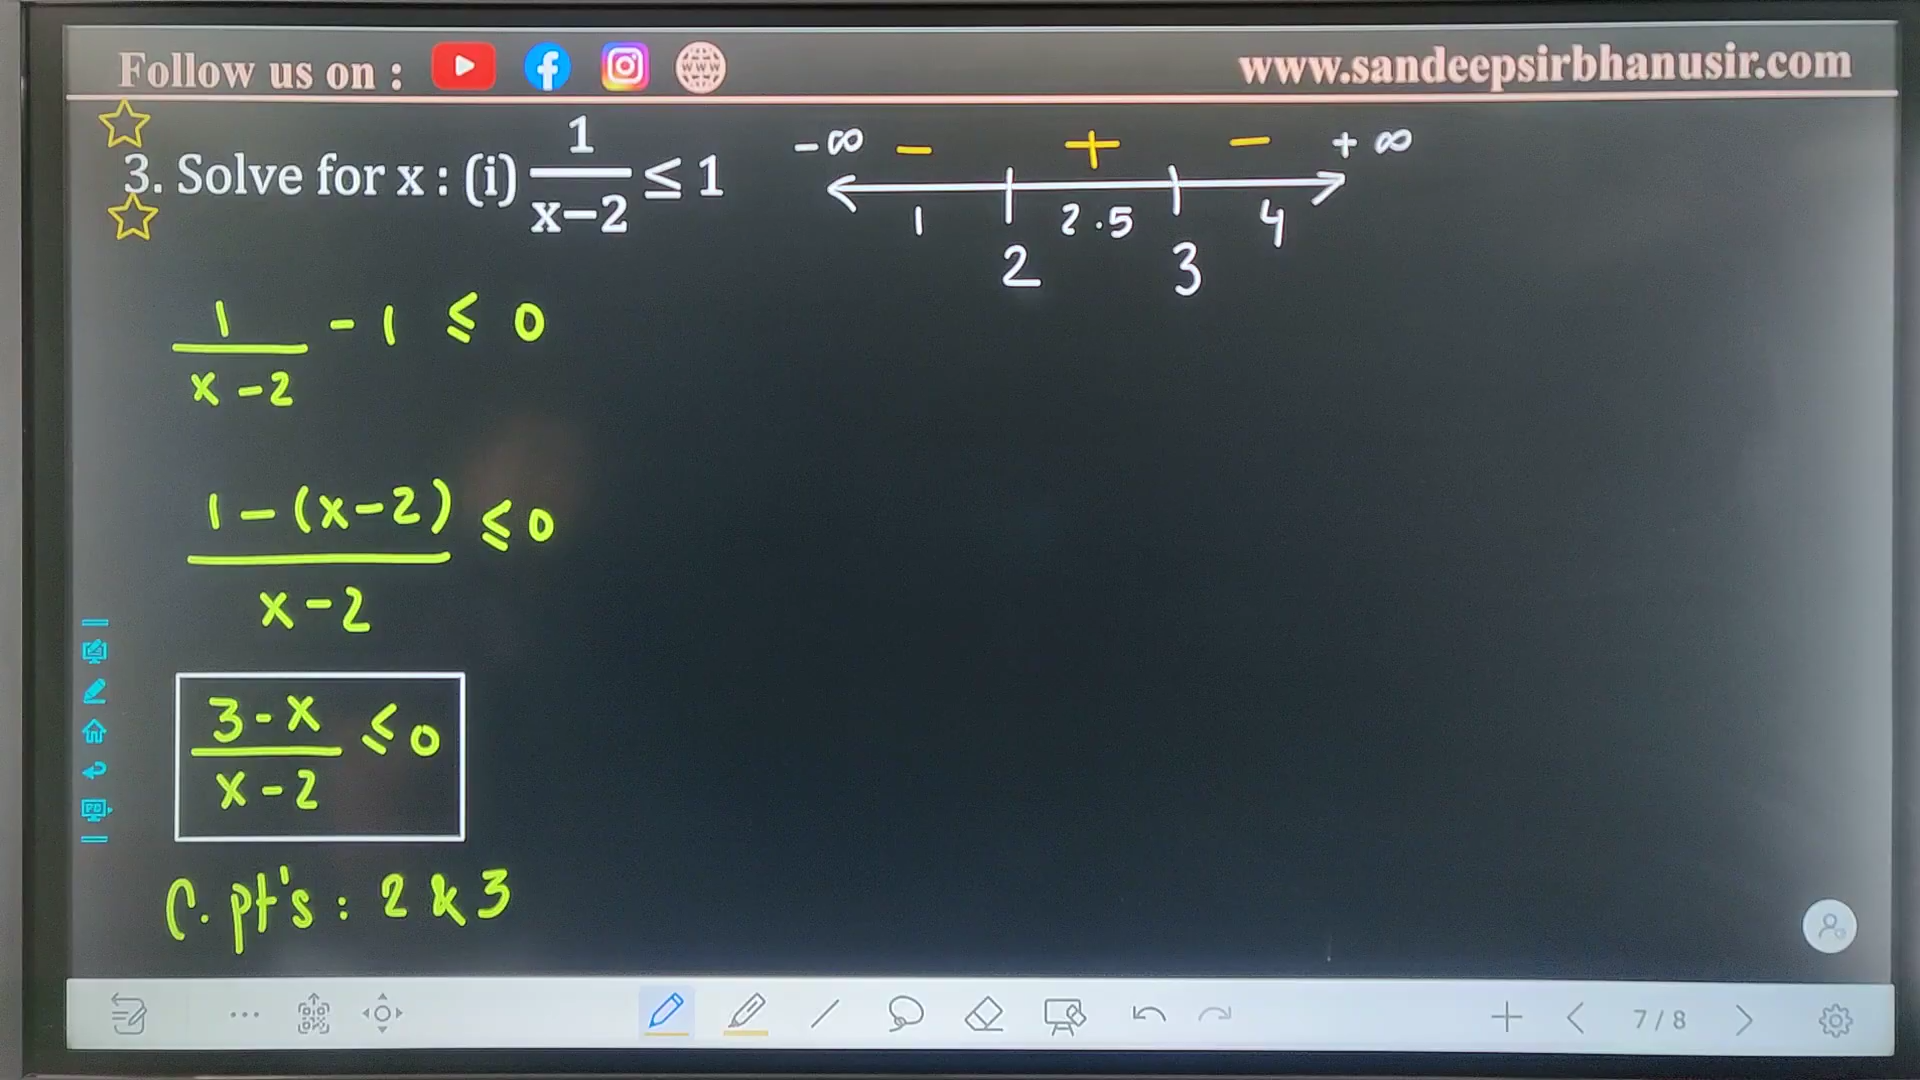 Follow us on :
www.sandeepsirbhanusir.com
3. Solve for x : (i) 1/(x−2) ≤ 1
-∞ − + − +∞
1 2.5 4
2 3
1/(x-2) - 1 ≤ 0
(1-(x-2))/(x-2) ≤ 0
(3-x)/(x-2) ≤ 0
C. pt's : 2 & 3
7 / 8